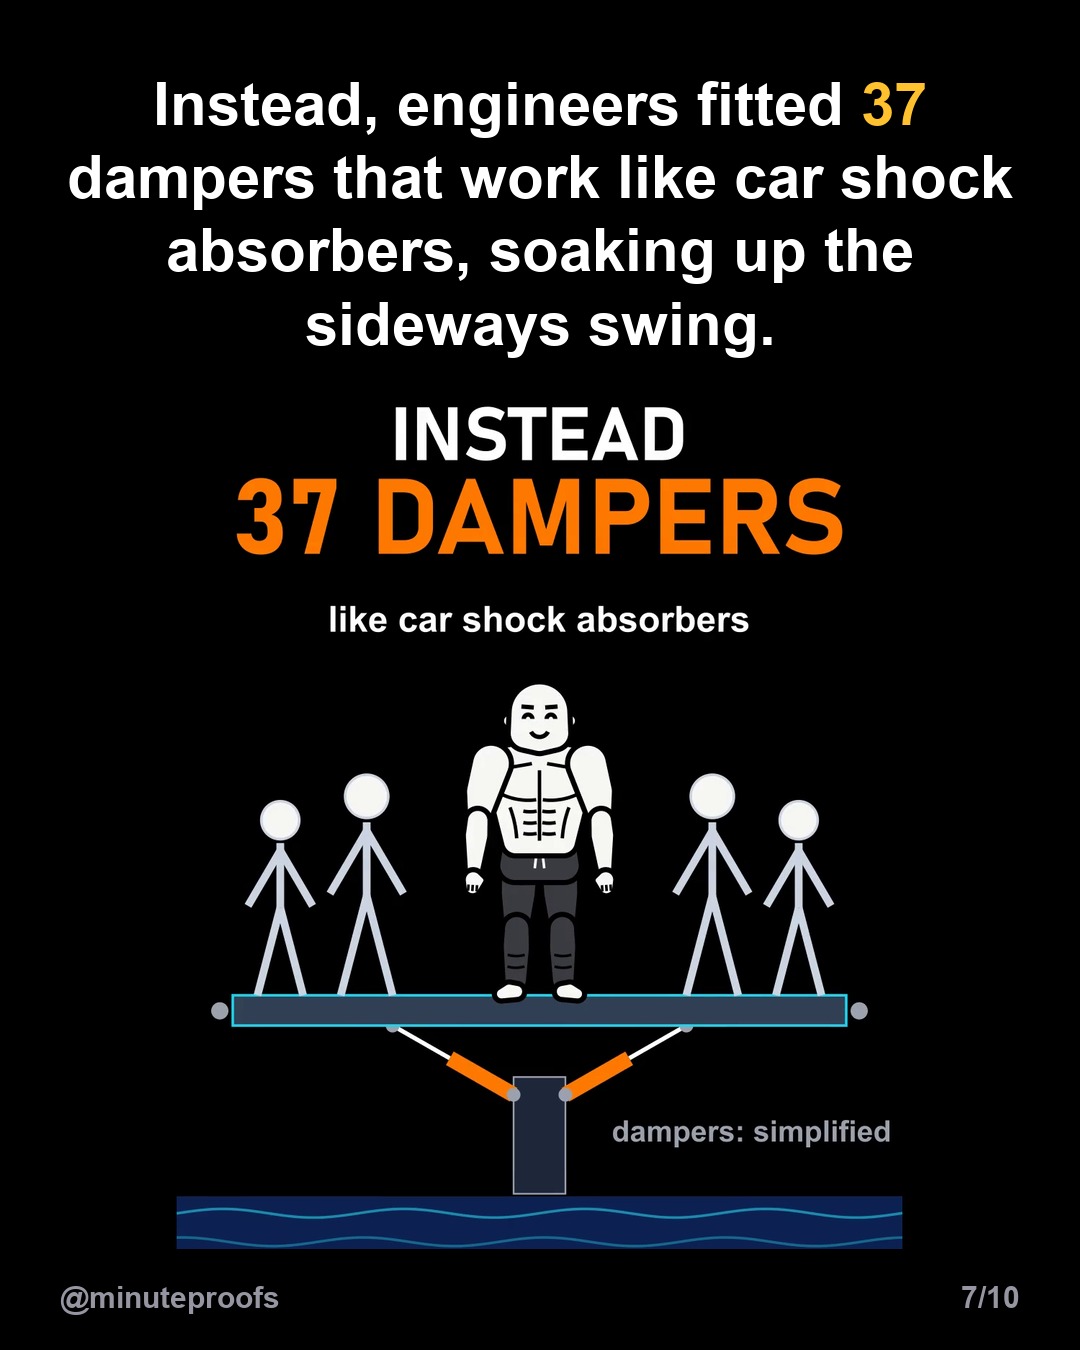 Instead, engineers fitted 37
dampers that work like car shock
absorbers, soaking up the
sideways swing.
INSTEAD
37 DAMPERS
like car shock absorbers
dampers: simplified
@minuteproofs
7/10